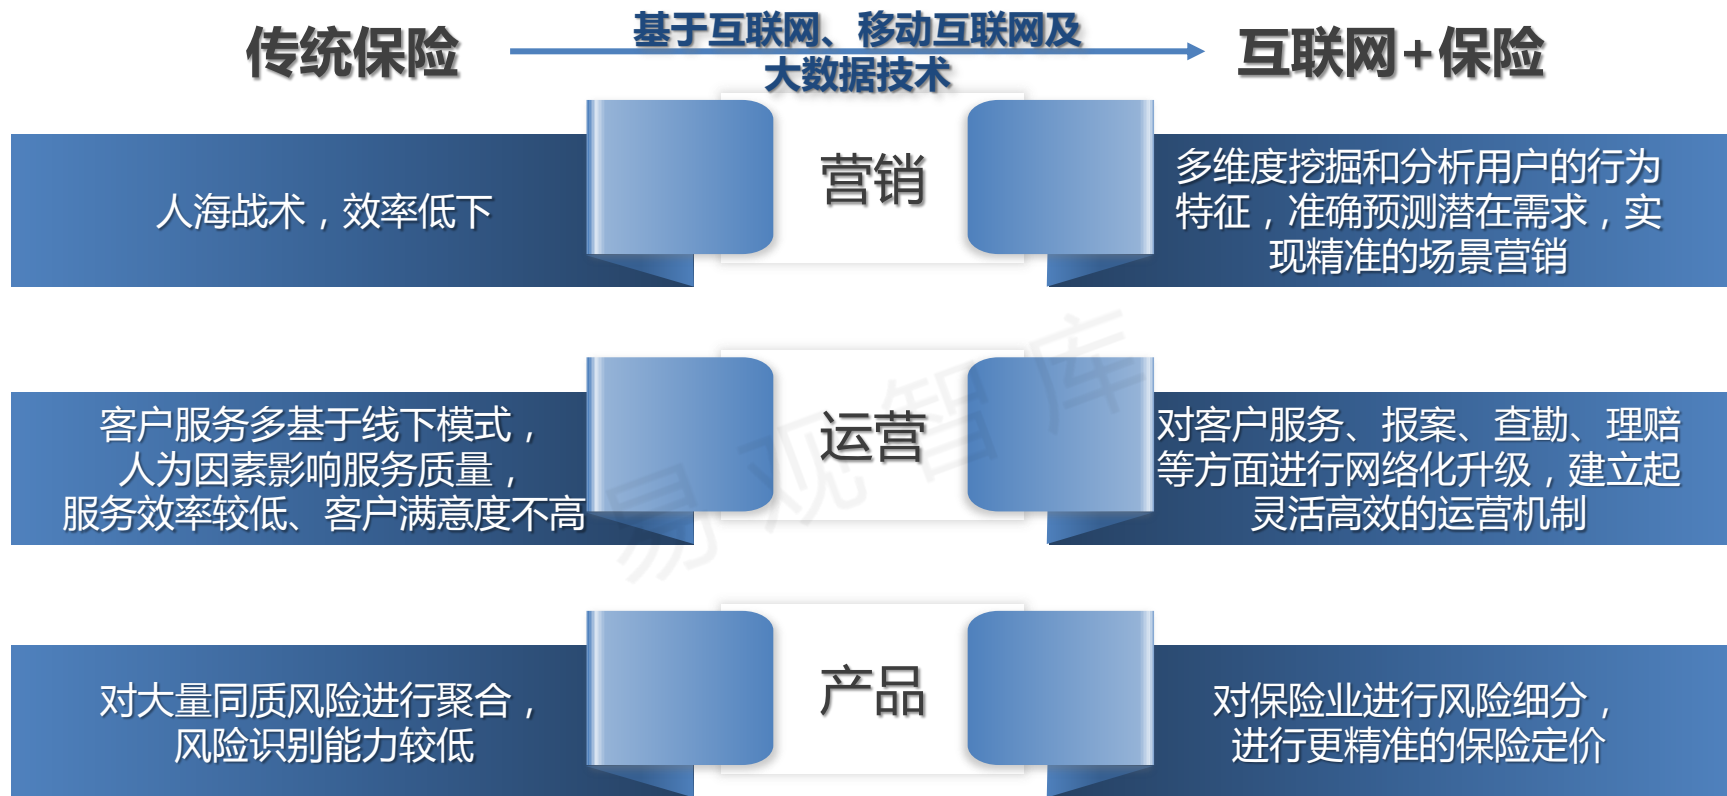 传统保险
基于互联网、移动互联网及
大数据技术
互联网+保险
人海战术，效率低下
营销
多维度挖掘和分析用户的行为
特征，准确预测潜在需求，实
现精准的场景营销
客户服务多基于线下模式，
人为因素影响服务质量，
服务效率较低、客户满意度不高
运营
对客户服务、报案、查勘、理赔
等方面进行网络化升级，建立起
灵活高效的运营机制
易观智库
对大量同质风险进行聚合，
风险识别能力较低
产品
对保险业进行风险细分，
进行更精准的保险定价